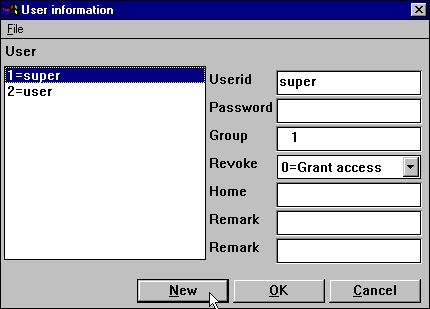 User information
File
User
1=super
2=user
Userid super
Password
Group 1
Revoke 0=Grant access
Home
Remark
Remark
New OK Cancel